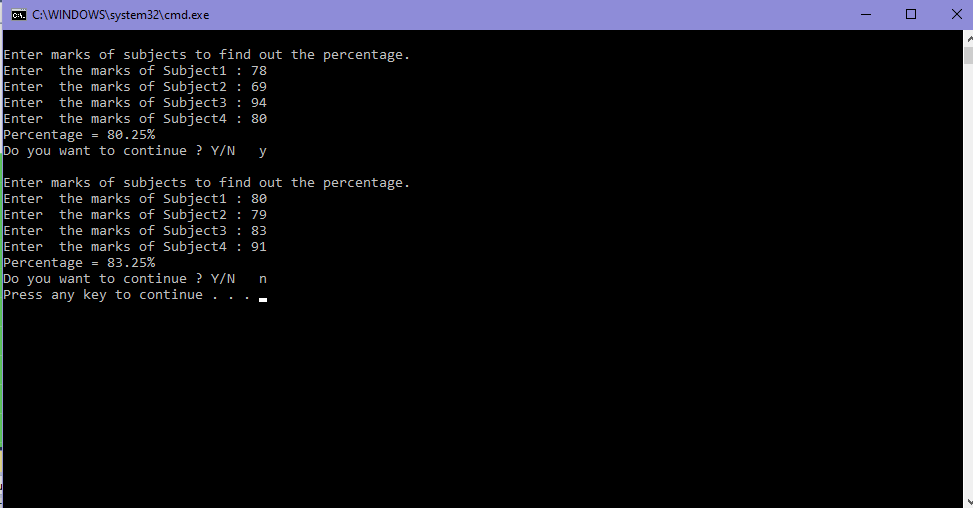 C:\WINDOWS\system32\cmd.exe
Enter marks of subjects to find out the percentage.
Enter  the marks of Subject1 : 78
Enter  the marks of Subject2 : 69
Enter  the marks of Subject3 : 94
Enter  the marks of Subject4 : 80
Percentage = 80.25%
Do you want to continue ? Y/N   y
Enter marks of subjects to find out the percentage.
Enter  the marks of Subject1 : 80
Enter  the marks of Subject2 : 79
Enter  the marks of Subject3 : 83
Enter  the marks of Subject4 : 91
Percentage = 83.25%
Do you want to continue ? Y/N   n
Press any key to continue . . .